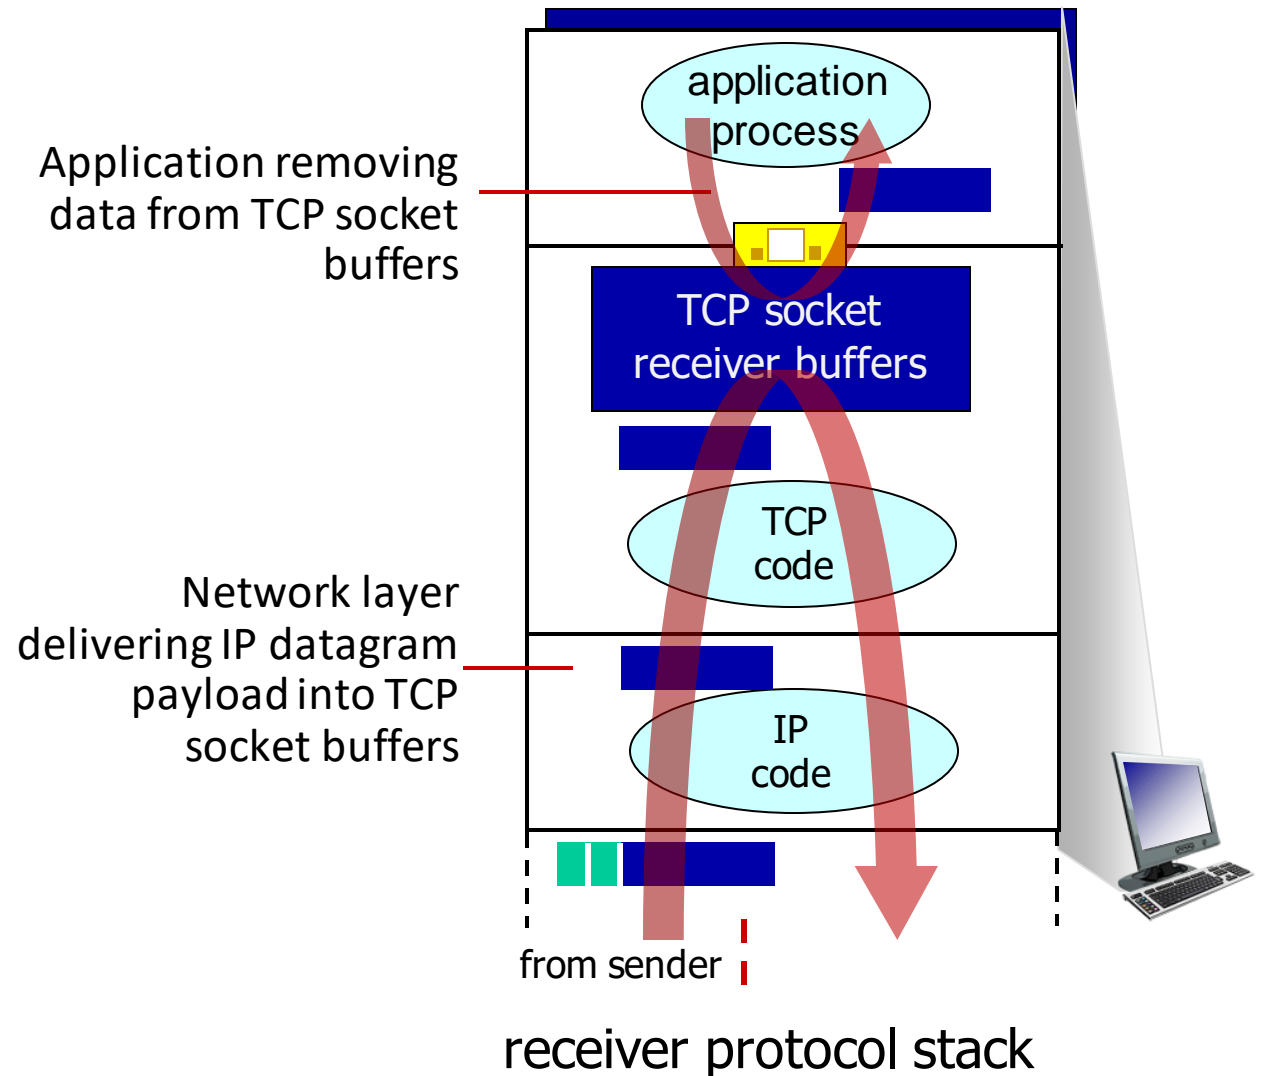 application
process
Application removing
data from TCP socket
buffers
TCP socket
receiver buffers
TCP
code
Network layer
delivering IP datagram
payload into TCP
socket buffers
IP
code
from sender
receiver protocol stack